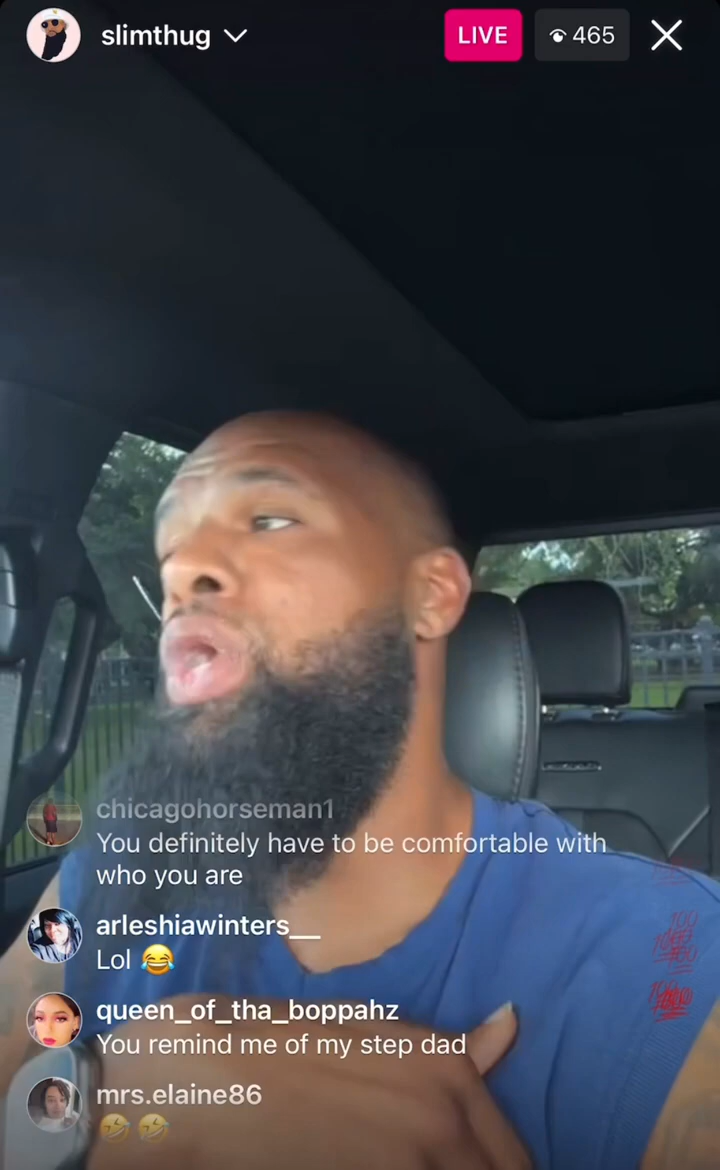 slimthug
LIVE
465
chicagohorseman1
You definitely have to be comfortable with
who you are
arleshiawinters__
Lol 😂
queen_of_tha_boppahz
You remind me of my step dad
mrs.elaine86
🤣 🤣
100